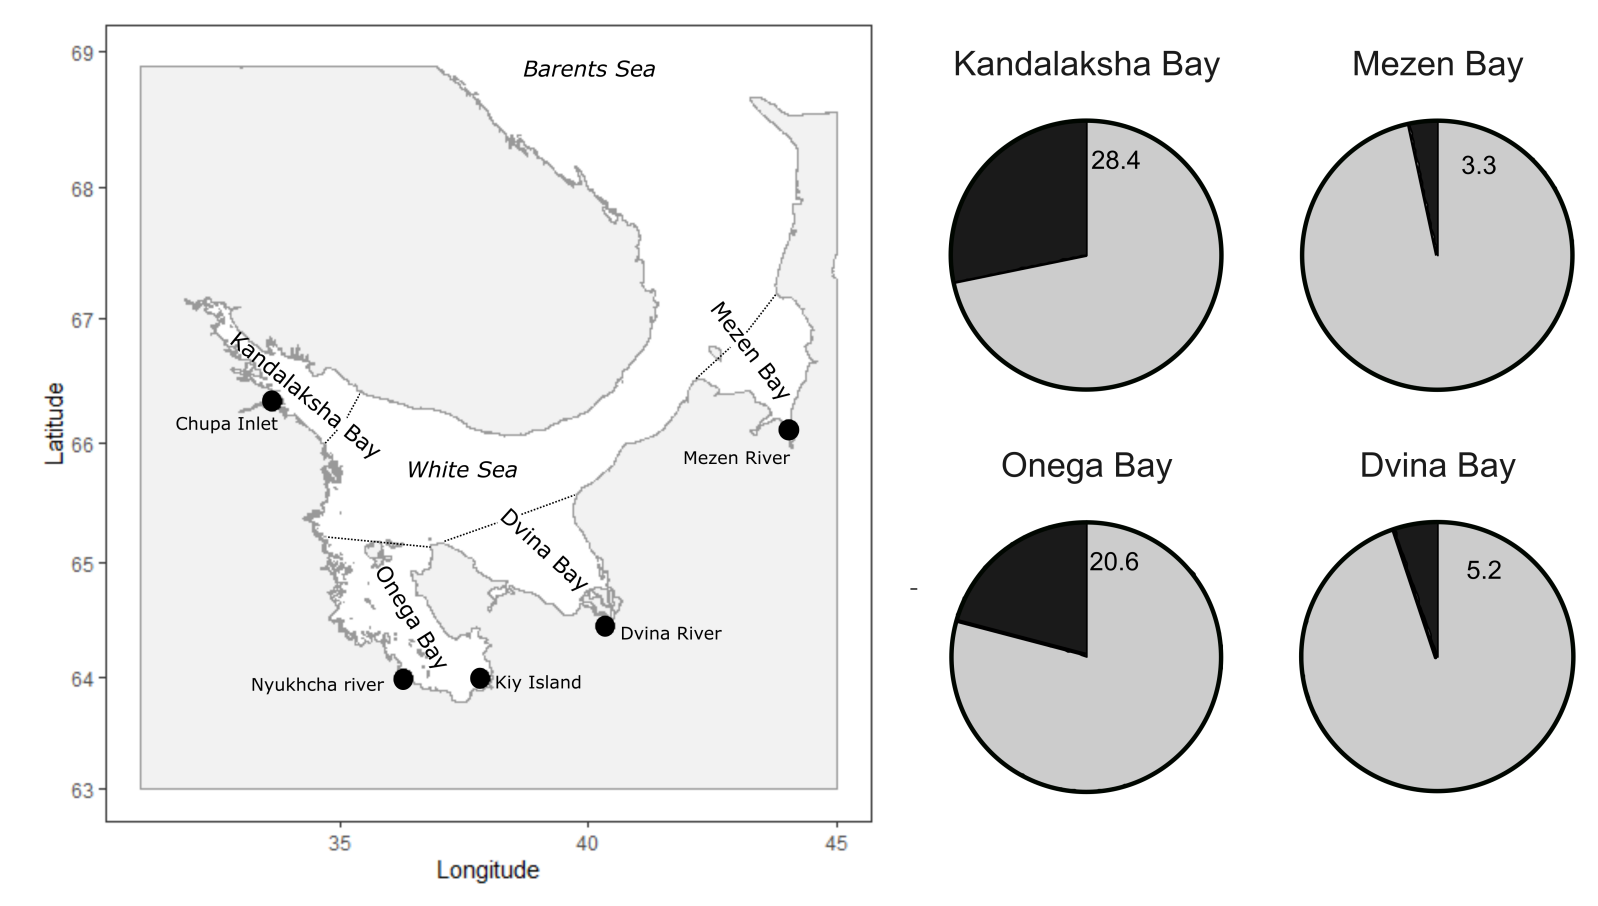 69
68
67
66
65
64
63
Latitude
35
40
45
Longitude
Barents Sea
Mezen Bay
Kandalaksha Bay
Chupa Inlet
Mezen River
White Sea
Dvina Bay
Onega Bay
Dvina River
Nyukhcha river
Kiy Island
Kandalaksha Bay
28.4
Mezen Bay
3.3
Onega Bay
20.6
Dvina Bay
5.2
-